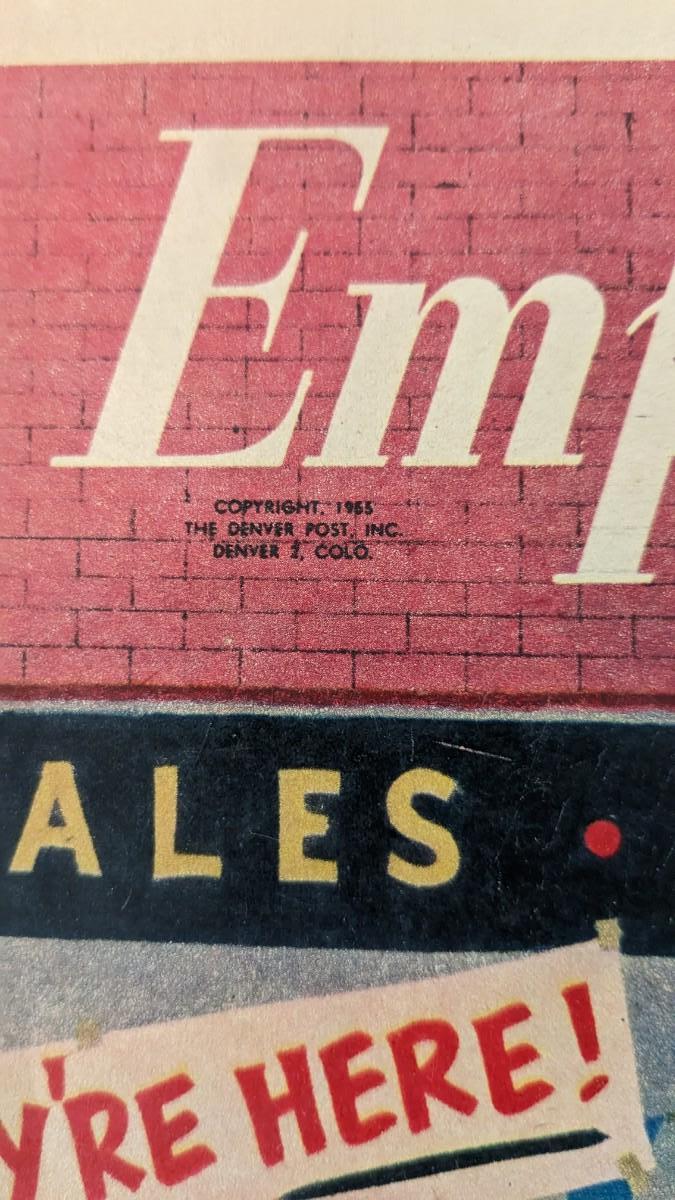 Emp
COPYRIGHT, 1955
THE DENVER POST, INC.
DENVER 2, COLO.
ALES •
Y'RE HERE!